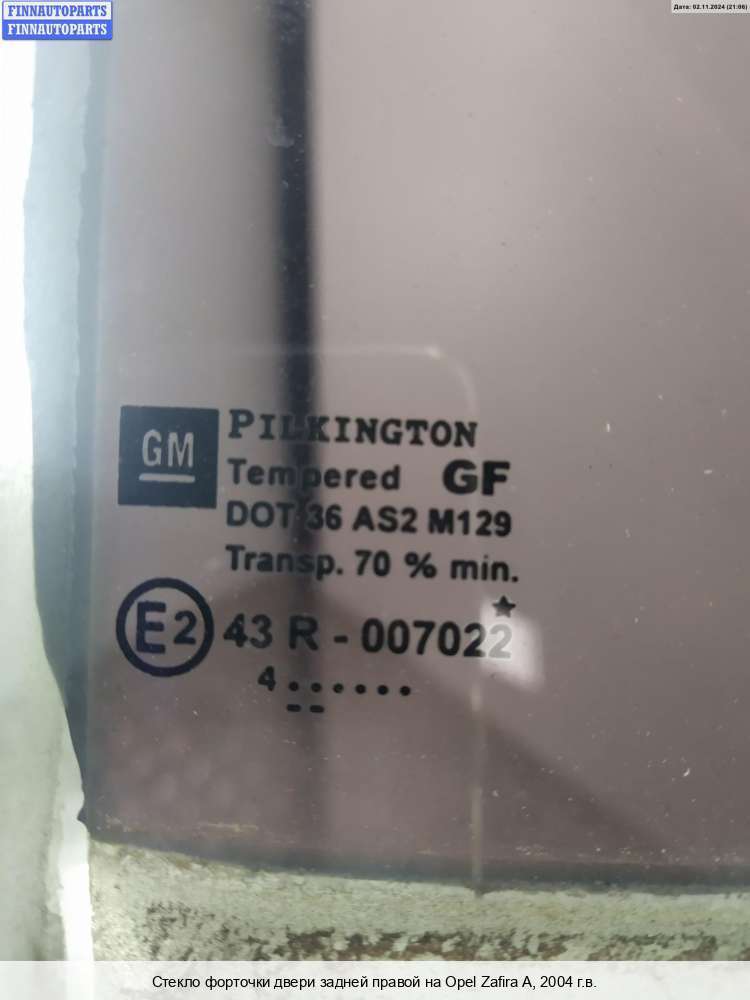 FINNAUTOPARTS
FINNAUTOPARTS
Дата: 02.11.2024 (21:06)
GM
PILKINGTON
Tempered GF
DOT 36 AS2 M129
Transp. 70 % min.
E2 43 R - 007022
4 ......
Стекло форточки двери задней правой на Opel Zafira A, 2004 г.в.